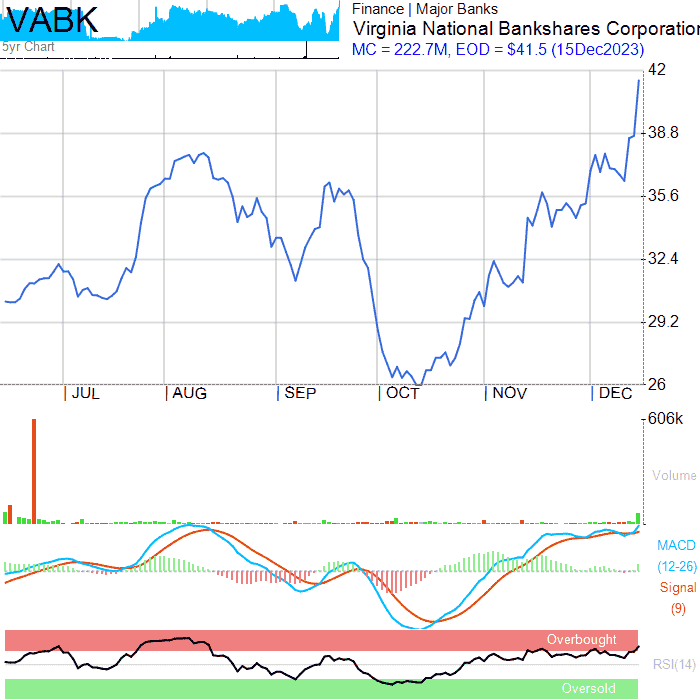 VABK
5yr Chart
Finance | Major Banks
Virginia National Bankshares Corporation
MC = 222.7M, EOD = $41.5 (15Dec2023)
42
38.8
35.6
32.4
29.2
26
JUL
AUG
SEP
OCT
NOV
DEC
606k
Volume
MACD
(12-26)
Signal
(9)
Overbought
RSI(14)
Oversold